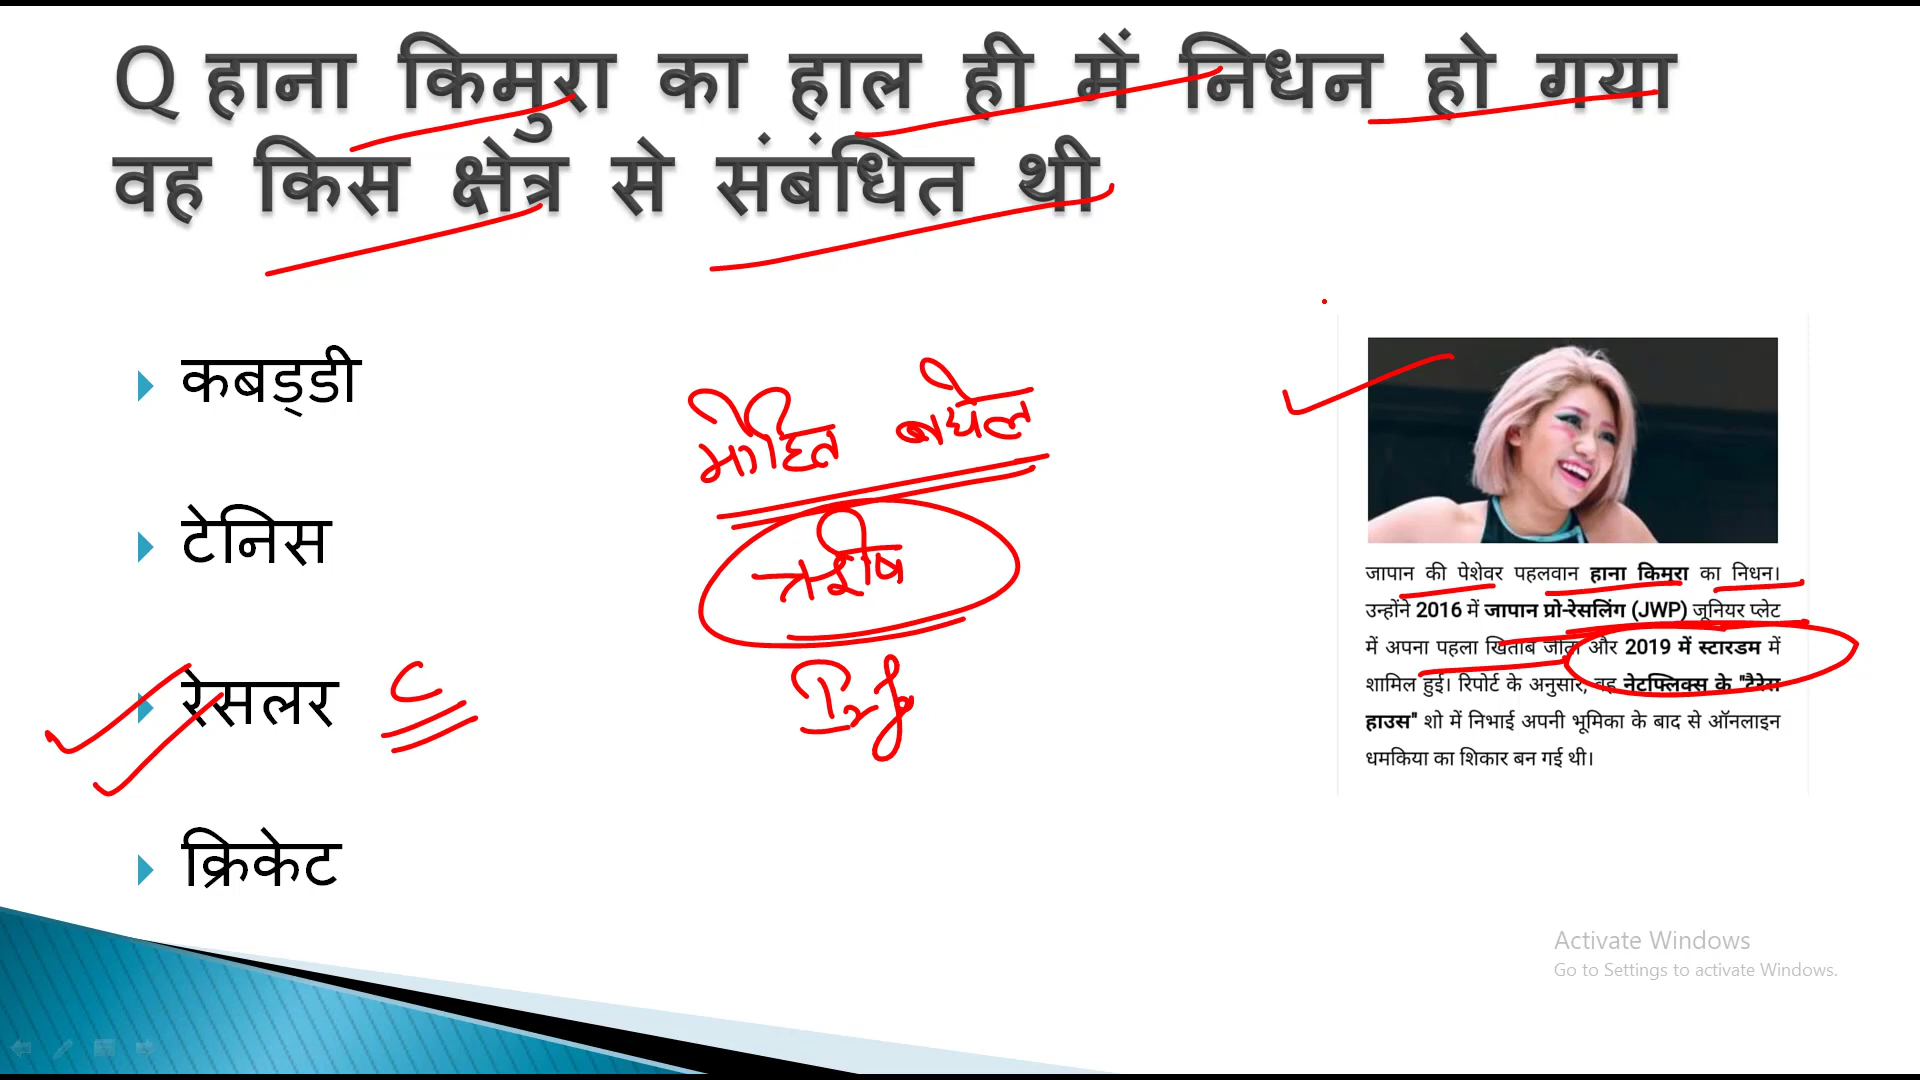 Q हाना किमुरा का हाल ही में निधन हो गया
वह किस क्षेत्र से संबंधित थी
कबड्डी
टेनिस
रेसलर C
क्रिकेट
मोहित बघेल
जापान की पेशेवर पहलवान हाना किमुरा का निधन।
उन्होंने 2016 में जापान प्रो-रेसलिंग (JWP) जूनियर प्लेट
में अपना पहला खिताब जीता और 2019 में स्टारडम में
शामिल हुई। रिपोर्ट के अनुसार, वह नेटफ्लिक्स के "टैरेस
हाउस" शो में निभाई अपनी भूमिका के बाद से ऑनलाइन
धमकिया का शिकार बन गई थी।
Activate Windows
Go to Settings to activate Windows.